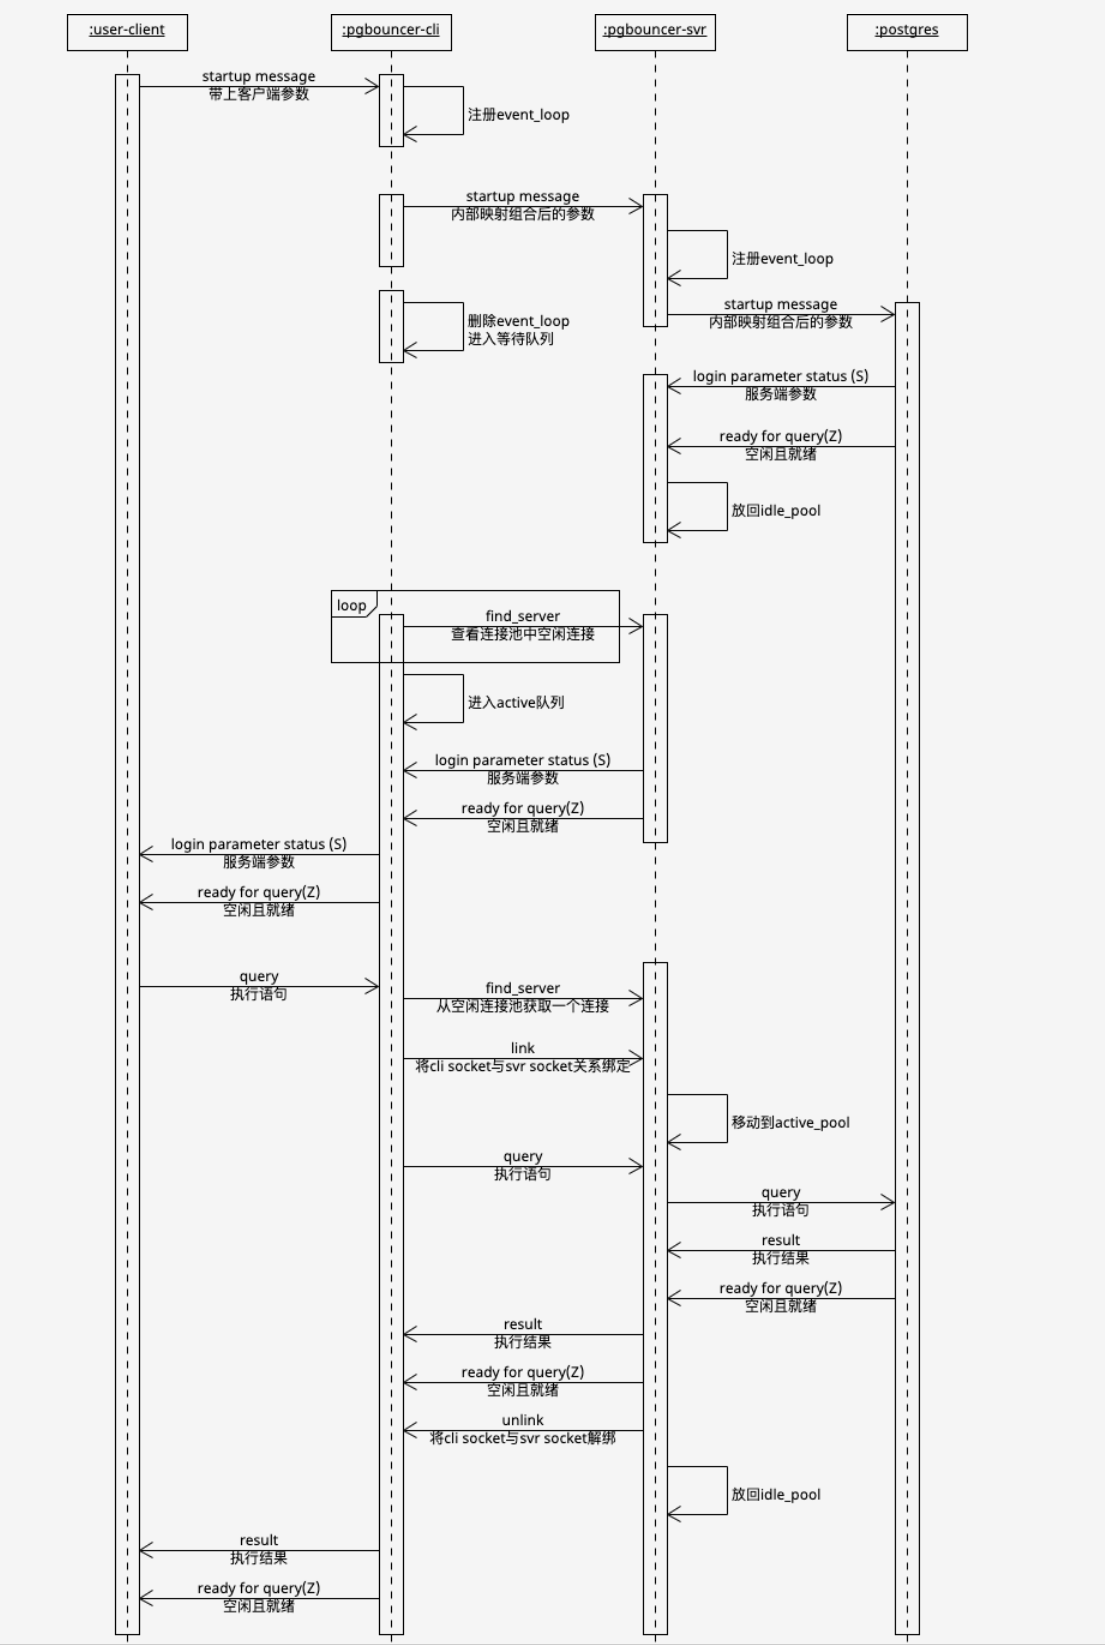 :user-client
:pgbouncer-cli
:pgbouncer-svr
:postgres
startup message
带上客户端参数
注册event_loop
startup message
内部映射组合后的参数
注册event_loop
startup message
内部映射组合后的参数
删除event_loop
进入等待队列
login parameter status (S)
服务端参数
ready for query(Z)
空闲且就绪
放回idle_pool
loop
find_server
查看连接池中空闲连接
进入active队列
login parameter status (S)
服务端参数
ready for query(Z)
空闲且就绪
login parameter status (S)
服务端参数
ready for query(Z)
空闲且就绪
query
执行语句
find_server
从空闲连接池获取一个连接
link
将cli socket与svr socket关系绑定
移动到active_pool
query
执行语句
query
执行语句
result
执行结果
ready for query(Z)
空闲且就绪
result
执行结果
ready for query(Z)
空闲且就绪
unlink
将cli socket与svr socket解绑
放回idle_pool
result
执行结果
ready for query(Z)
空闲且就绪